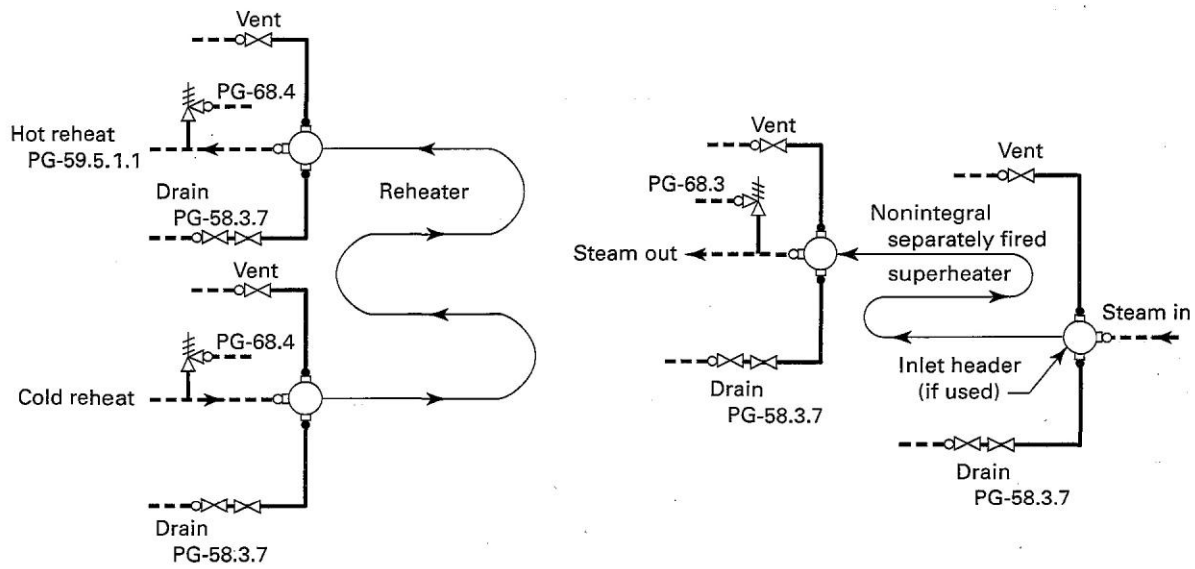 Vent
PG-68.4
Hot reheat
PG-59.5.1.1
Reheater
Drain
PG-58.3.7
Vent
PG-68.4
Cold reheat
Drain
PG-58.3.7
Vent
PG-68.3
Steam out
Nonintegral
separately fired
superheater
Drain
PG-58.3.7
Vent
Steam in
Inlet header
(if used)
Drain
PG-58.3.7